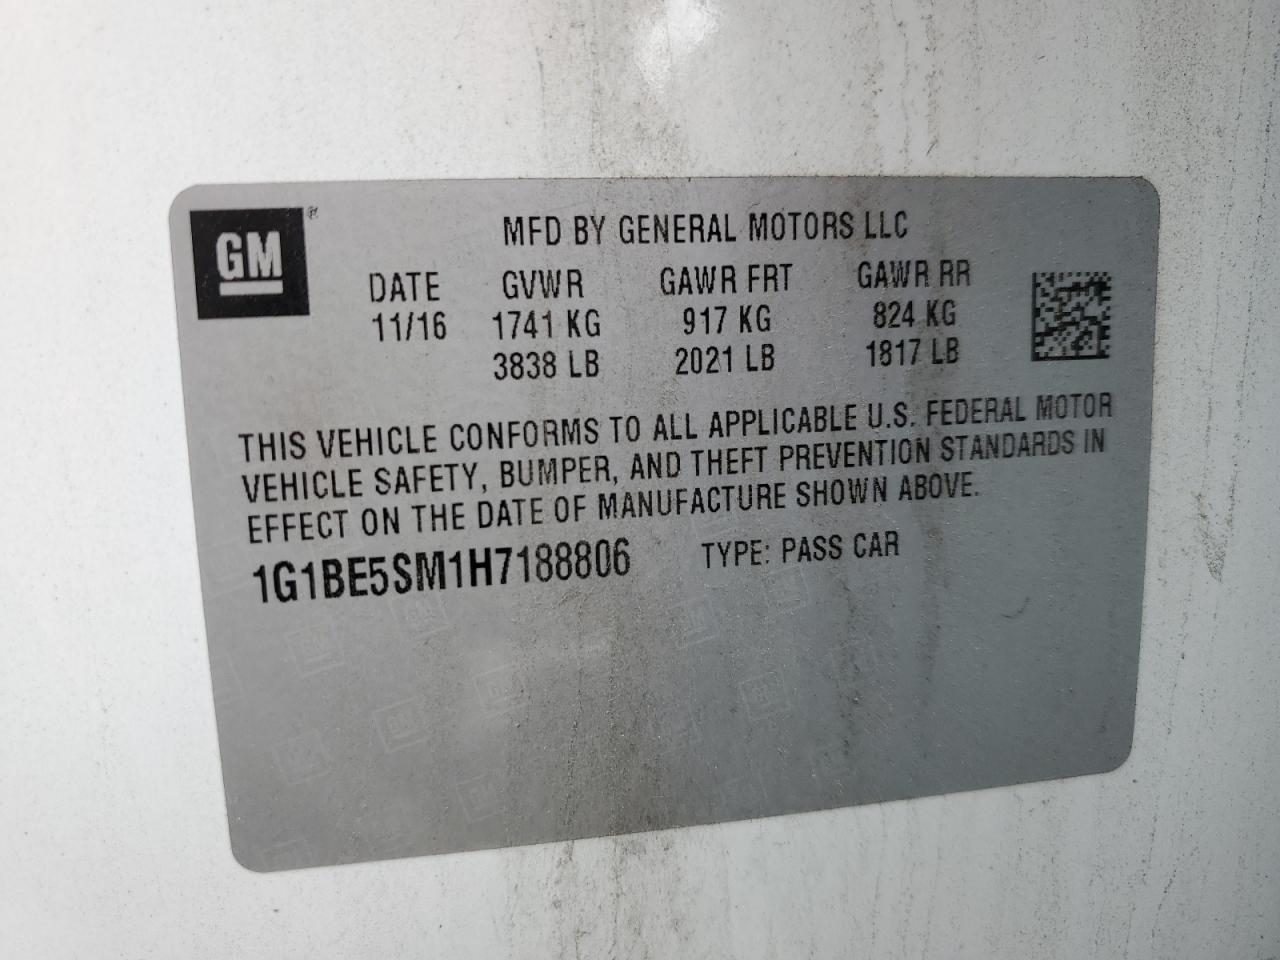 GM ®
MFD BY GENERAL MOTORS LLC
DATE GVWR GAWR FRT GAWR RR
11/16 1741 KG 917 KG 824 KG
3838 LB 2021 LB 1817 LB
THIS VEHICLE CONFORMS TO ALL APPLICABLE U.S. FEDERAL MOTOR
VEHICLE SAFETY, BUMPER, AND THEFT PREVENTION STANDARDS IN
EFFECT ON THE DATE OF MANUFACTURE SHOWN ABOVE.
1G1BE5SM1H7188806 TYPE: PASS CAR